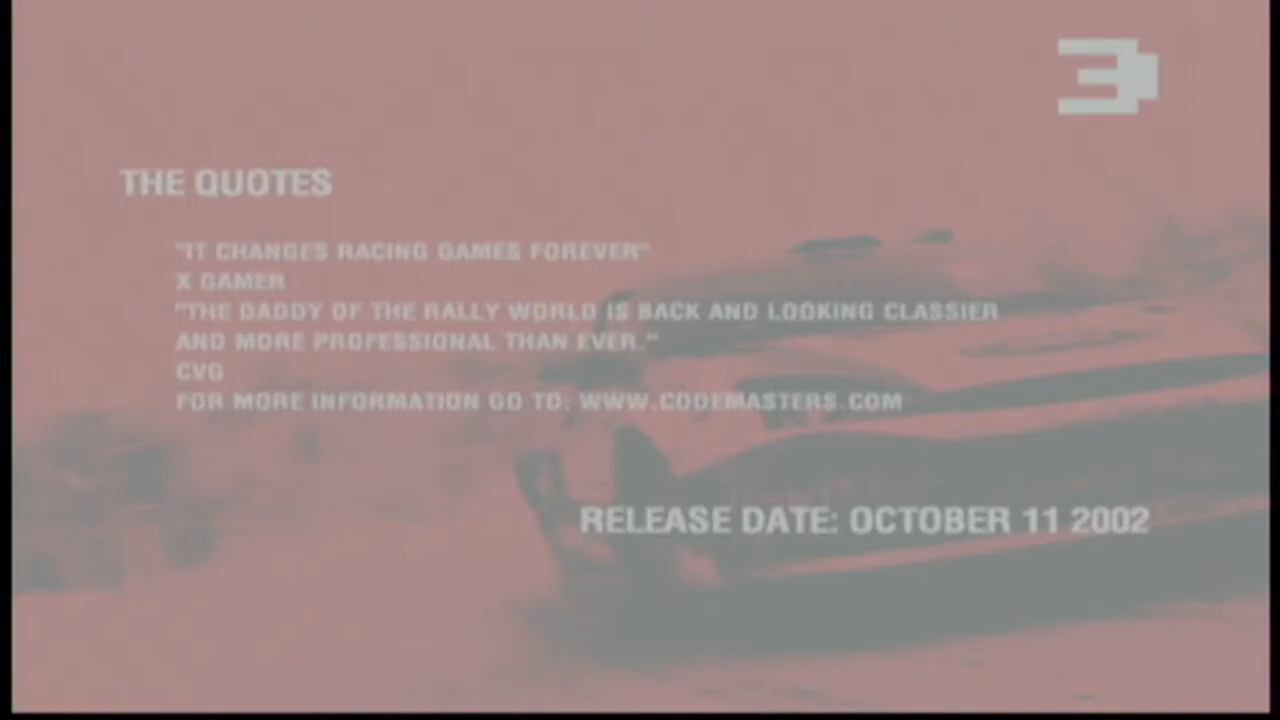 3
THE QUOTES
"IT CHANGES RACING GAMES FOREVER"
X GAMER
"THE DADDY OF THE RALLY WORLD IS BACK AND LOOKING CLASSIER
AND MORE PROFESSIONAL THAN EVER."
CVG
FOR MORE INFORMATION GO TO: WWW.CODEMASTERS.COM
RELEASE DATE: OCTOBER 11 2002